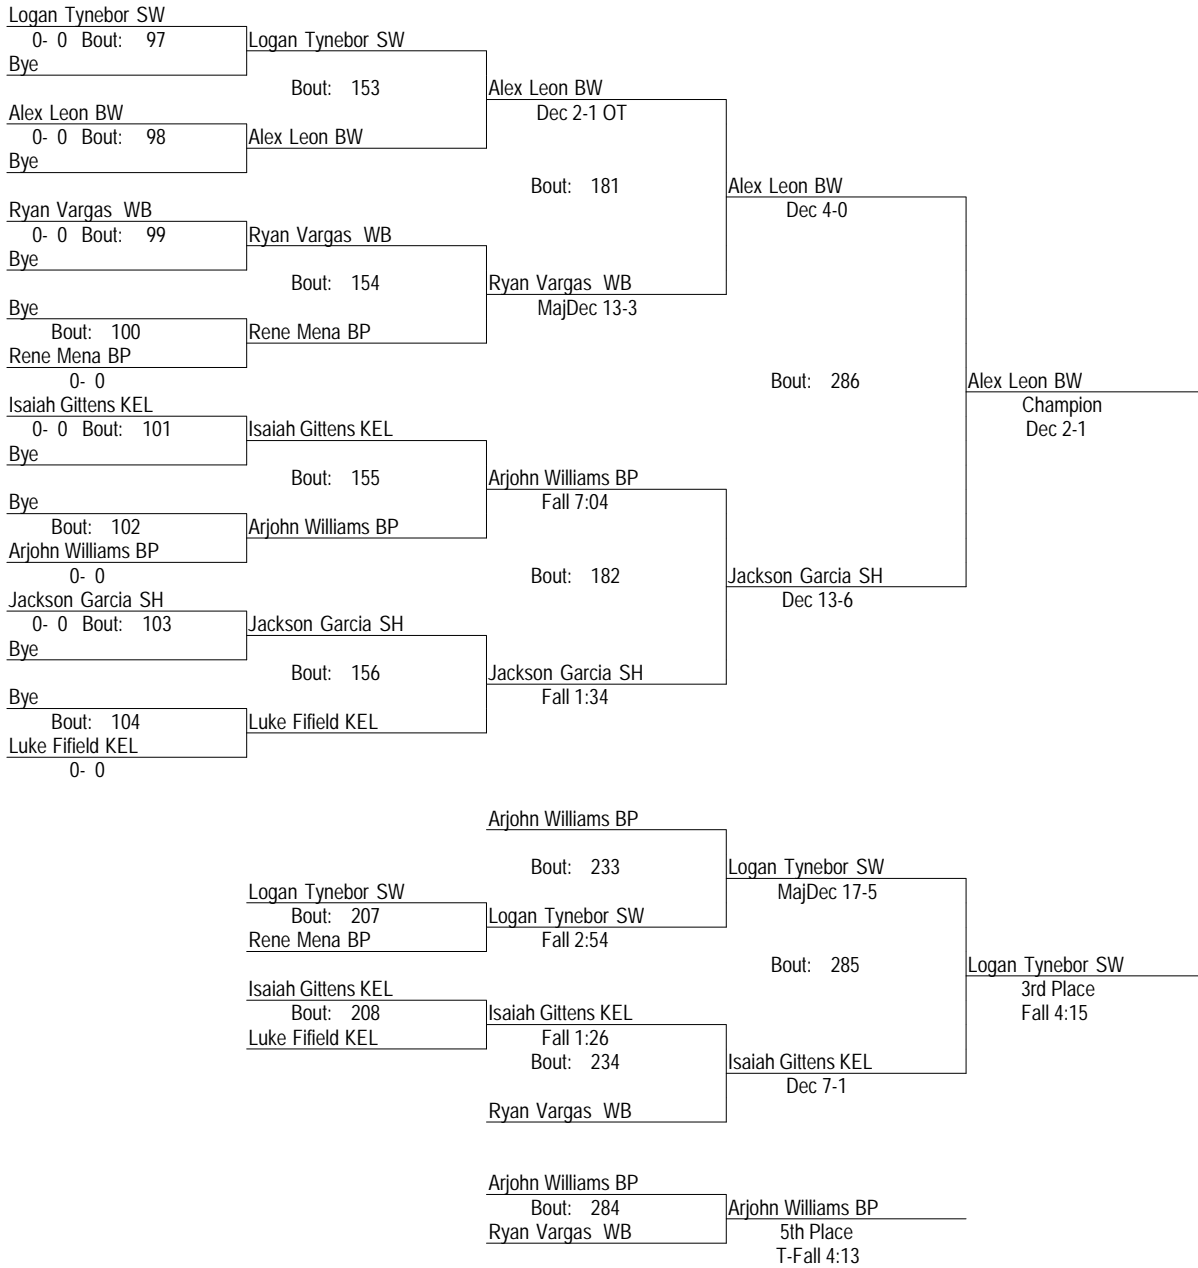 Logan Tynebor SW
0- 0 Bout: 97
Logan Tynebor SW
Bye
Bout: 153
Alex Leon BW
Alex Leon BW
Dec 2-1 OT
0- 0 Bout: 98
Alex Leon BW
Bye
Bout: 181
Alex Leon BW
Ryan Vargas WB
Dec 4-0
0- 0 Bout: 99
Ryan Vargas WB
Bye
Bout: 154
Ryan Vargas WB
Bye
MajDec 13-3
Bout: 100
Rene Mena BP
Rene Mena BP
0- 0
Bout: 286
Alex Leon BW
Isaiah Gittens KEL
Champion
0- 0 Bout: 101
Isaiah Gittens KEL
Dec 2-1
Bye
Bout: 155
Arjohn Williams BP
Bye
Fall 7:04
Bout: 102
Arjohn Williams BP
Arjohn Williams BP
0- 0
Bout: 182
Jackson Garcia SH
Jackson Garcia SH
Dec 13-6
0- 0 Bout: 103
Jackson Garcia SH
Bye
Bout: 156
Jackson Garcia SH
Bye
Fall 1:34
Bout: 104
Luke Fifield KEL
Luke Fifield KEL
0- 0
Arjohn Williams BP
Bout: 233
Logan Tynebor SW
Logan Tynebor SW
MajDec 17-5
Bout: 207
Logan Tynebor SW
Rene Mena BP
Fall 2:54
Bout: 285
Logan Tynebor SW
Isaiah Gittens KEL
3rd Place
Bout: 208
Isaiah Gittens KEL
Fall 4:15
Luke Fifield KEL
Fall 1:26
Bout: 234
Isaiah Gittens KEL
Dec 7-1
Ryan Vargas WB
Arjohn Williams BP
Bout: 284
Arjohn Williams BP
Ryan Vargas WB
5th Place
T-Fall 4:13